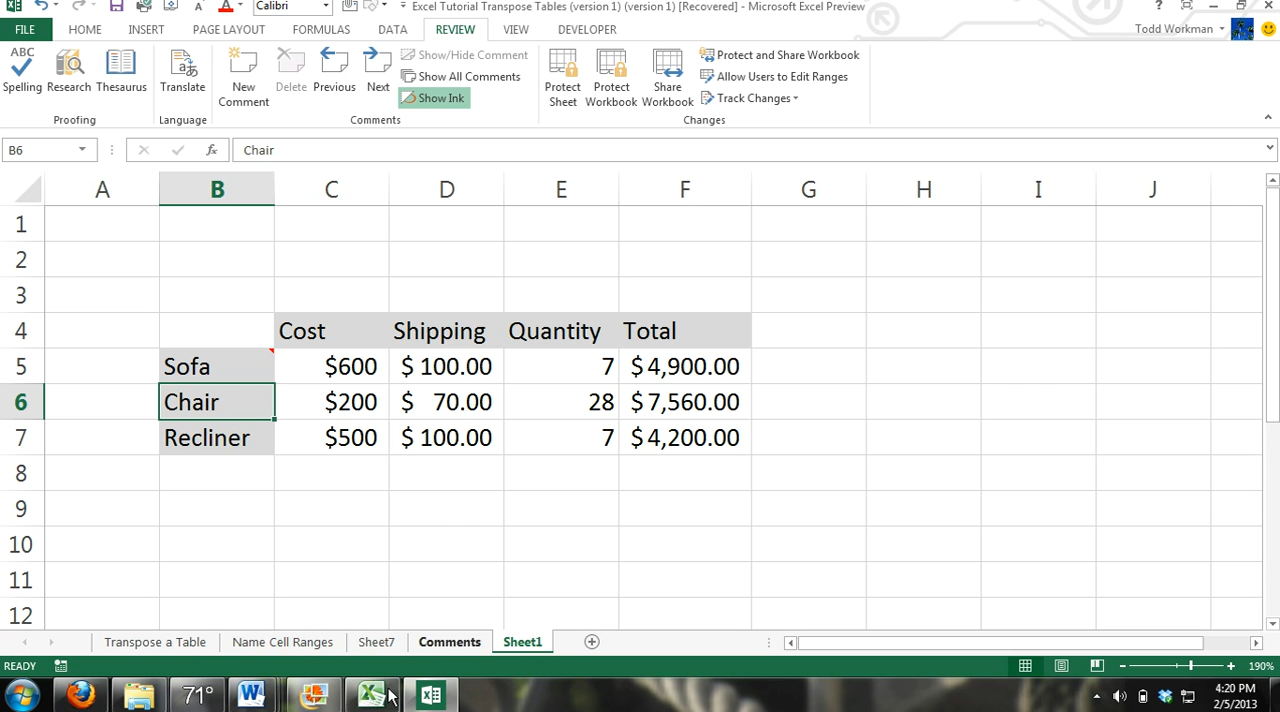 Calibri
Excel Tutorial Transpose Tables (version 1) (version 1) [Recovered] - Microsoft Excel Preview
?
FILE HOME INSERT PAGE LAYOUT FORMULAS DATA REVIEW VIEW DEVELOPER Todd Workman
ABC
Spelling Research Thesaurus
Proofing
Translate
Language
New Comment Delete Previous Next
Show/Hide Comment
Show All Comments
Show Ink
Comments
Protect Sheet Protect Workbook Share Workbook
Protect and Share Workbook
Allow Users to Edit Ranges
Track Changes
Changes
B6 fx Chair
A B C D E F G H I J
1
2
3
4 Cost Shipping Quantity Total
5 Sofa $600 $ 100.00 7 $ 4,900.00
6 Chair $200 $ 70.00 28 $ 7,560.00
7 Recliner $500 $ 100.00 7 $ 4,200.00
8
9
10
11
12
Transpose a Table Name Cell Ranges Sheet7 Comments Sheet1
READY 190%
71°
4:20 PM
2/5/2013